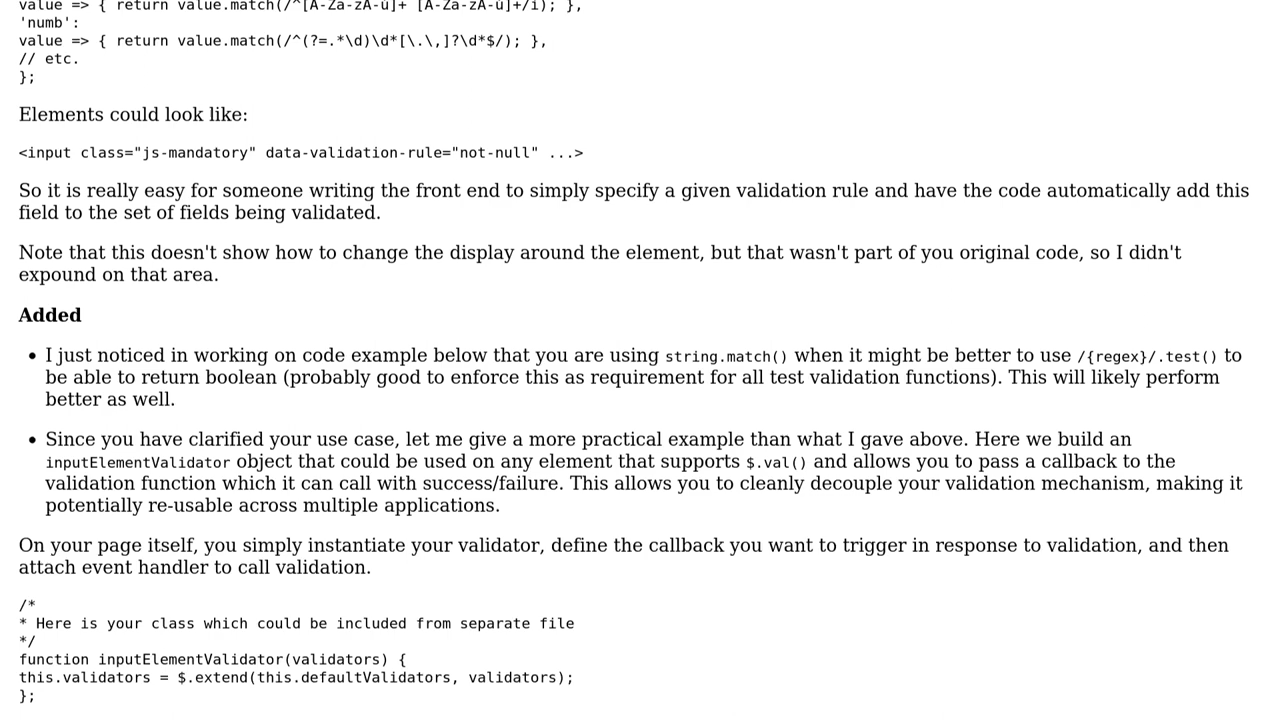 value => { return value.match(/^[A-Za-zA-ú]+ [A-Za-zA-ú]+/i); },
'numb':
value => { return value.match(/^(?=.*\d)\d*[\.\,]?\d*$/); },
// etc.
};
Elements could look like:
<input class="js-mandatory" data-validation-rule="not-null" ...>
So it is really easy for someone writing the front end to simply specify a given validation rule and have the code automatically add this
field to the set of fields being validated.
Note that this doesn't show how to change the display around the element, but that wasn't part of you original code, so I didn't
expound on that area.
Added
• I just noticed in working on code example below that you are using string.match() when it might be better to use /{regex}/.test() to
be able to return boolean (probably good to enforce this as requirement for all test validation functions). This will likely perform
better as well.
• Since you have clarified your use case, let me give a more practical example than what I gave above. Here we build an
inputElementValidator object that could be used on any element that supports $.val() and allows you to pass a callback to the
validation function which it can call with success/failure. This allows you to cleanly decouple your validation mechanism, making it
potentially re-usable across multiple applications.
On your page itself, you simply instantiate your validator, define the callback you want to trigger in response to validation, and then
attach event handler to call validation.
/*
* Here is your class which could be included from separate file
*/
function inputElementValidator(validators) {
this.validators = $.extend(this.defaultValidators, validators);
};